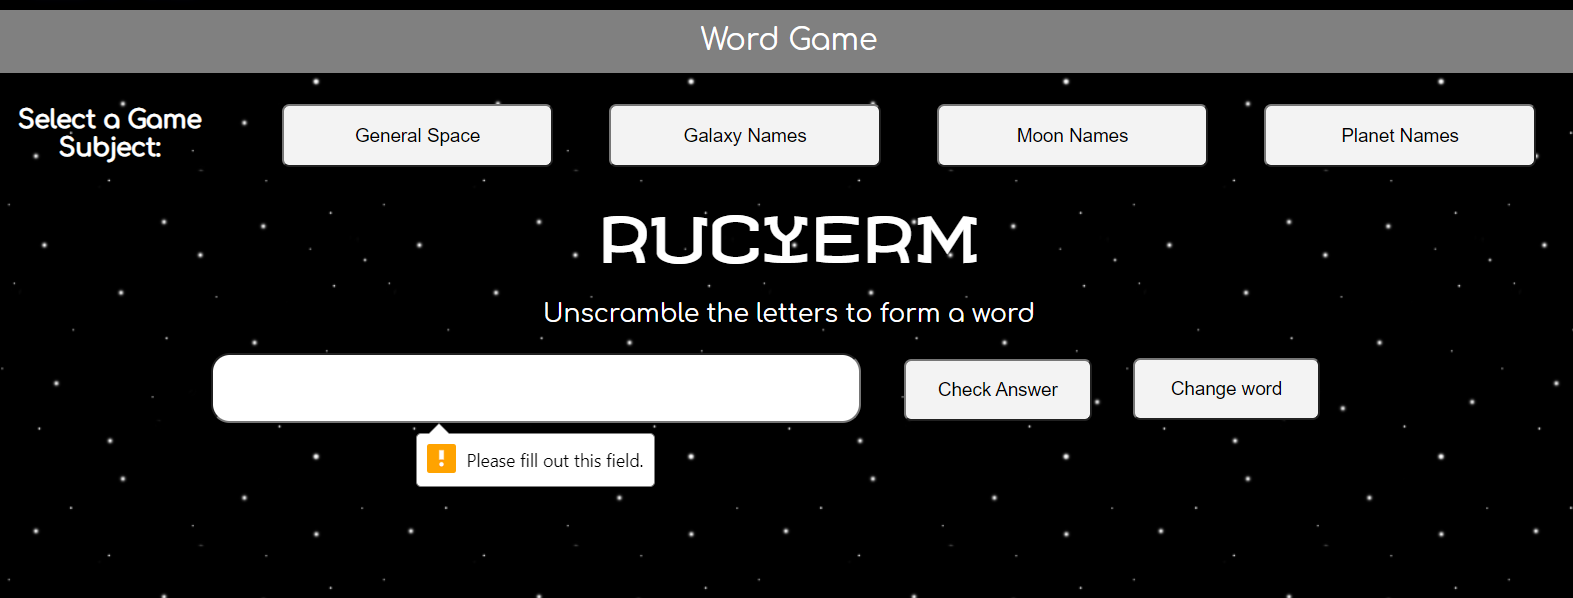 Word Game
Select a Game
Subject:
General Space
Galaxy Names
Moon Names
Planet Names
RUCYERM
Unscramble the letters to form a word
Check Answer
Change word
Please fill out this field.